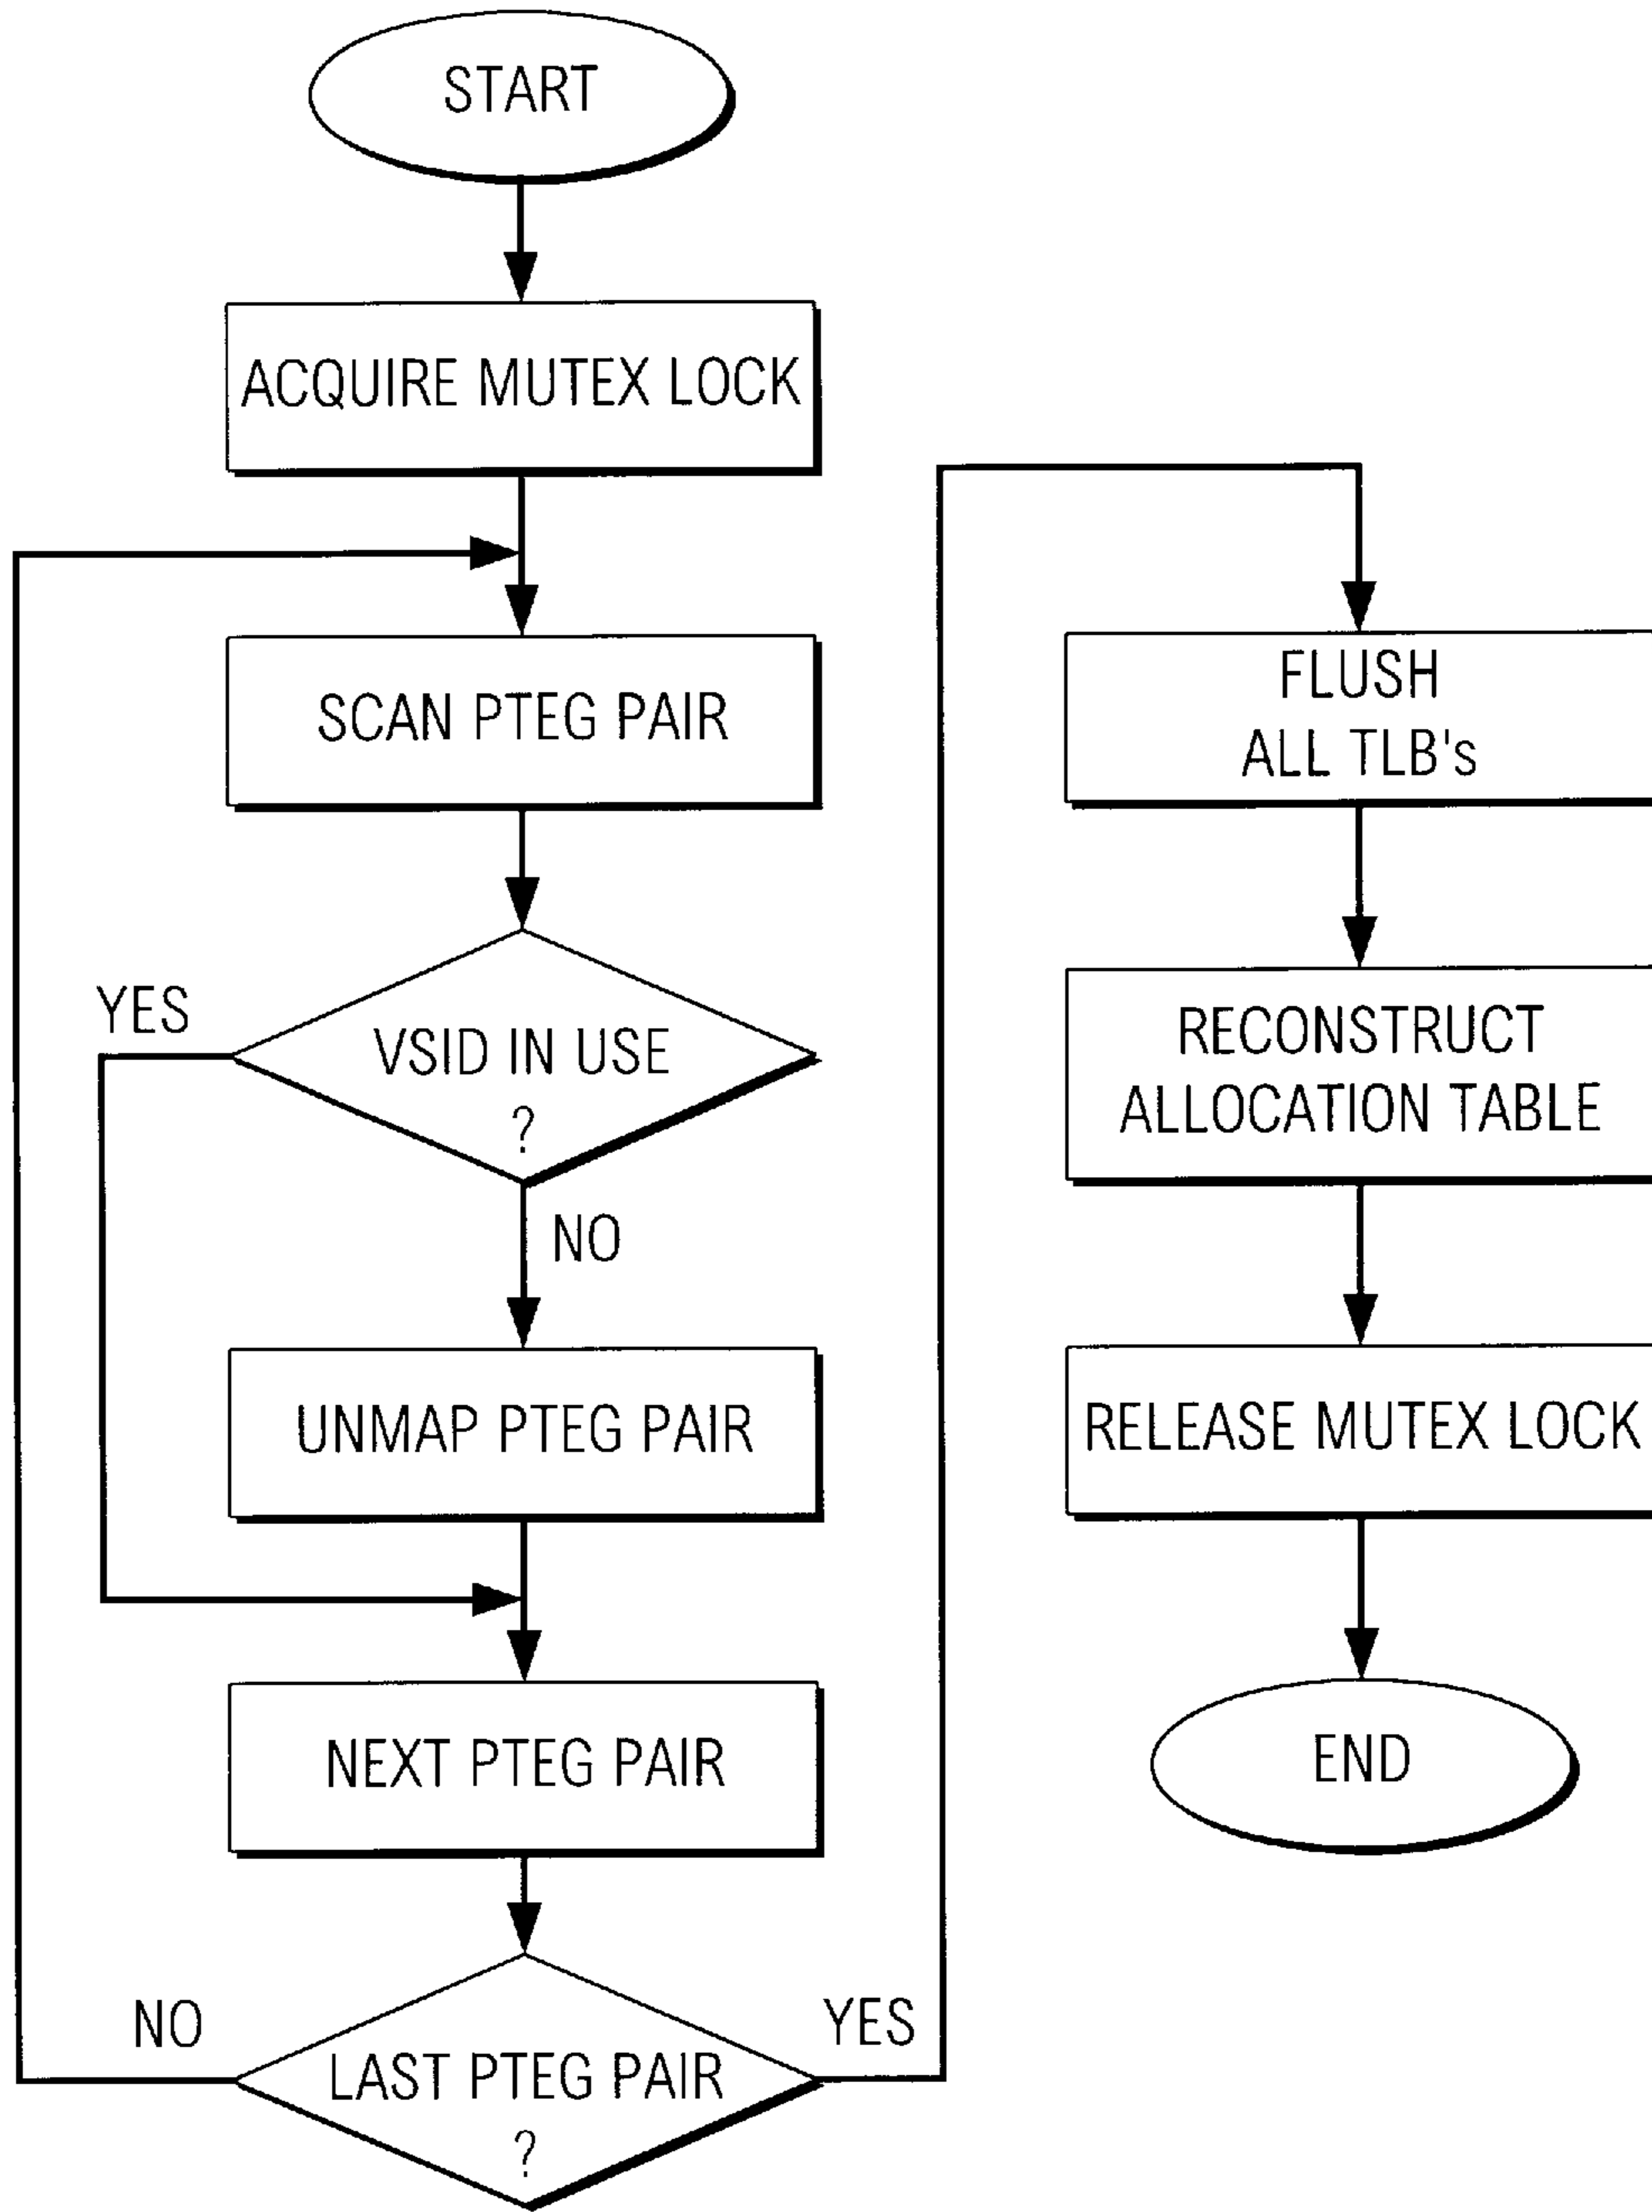 START
ACQUIRE MUTEX LOCK
SCAN PTEG PAIR
YES
VSID IN USE
?
NO
UNMAP PTEG PAIR
NEXT PTEG PAIR
NO
YES
LAST PTEG PAIR
?
FLUSH
ALL TLB's
RECONSTRUCT
ALLOCATION TABLE
RELEASE MUTEX LOCK
END